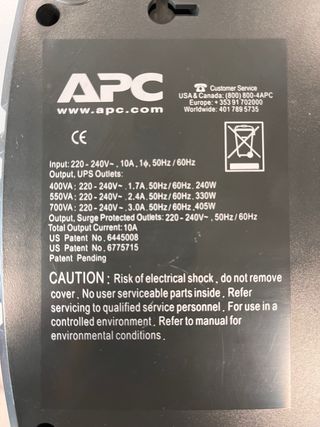 APC
www.apc.com
☎ Customer Service
USA & Canada: (800) 800-4APC
Europe: +353 91 702000
Worldwide: 401 789 5735
CE
Input: 220 - 240V~, 10A, 1ϕ, 50Hz / 60Hz
Output, UPS Outlets:
400VA: 220 - 240V~, 1.7A, 50Hz / 60Hz, 240W
550VA: 220 - 240V~, 2.4A, 50Hz / 60Hz, 330W
700VA: 220 - 240V~, 3.0A, 50Hz / 60Hz, 405W
Output, Surge Protected Outlets: 220 - 240V~, 50Hz / 60Hz
Total Output Current: 10A
US Patent No. 6445008
US Patent No. 6775715
Patent Pending
CAUTION : Risk of electrical shock , do not remove
cover . No user serviceable parts inside . Refer
servicing to qualified service personnel . For use in a
controlled environment . Refer to manual for
environmental conditions .